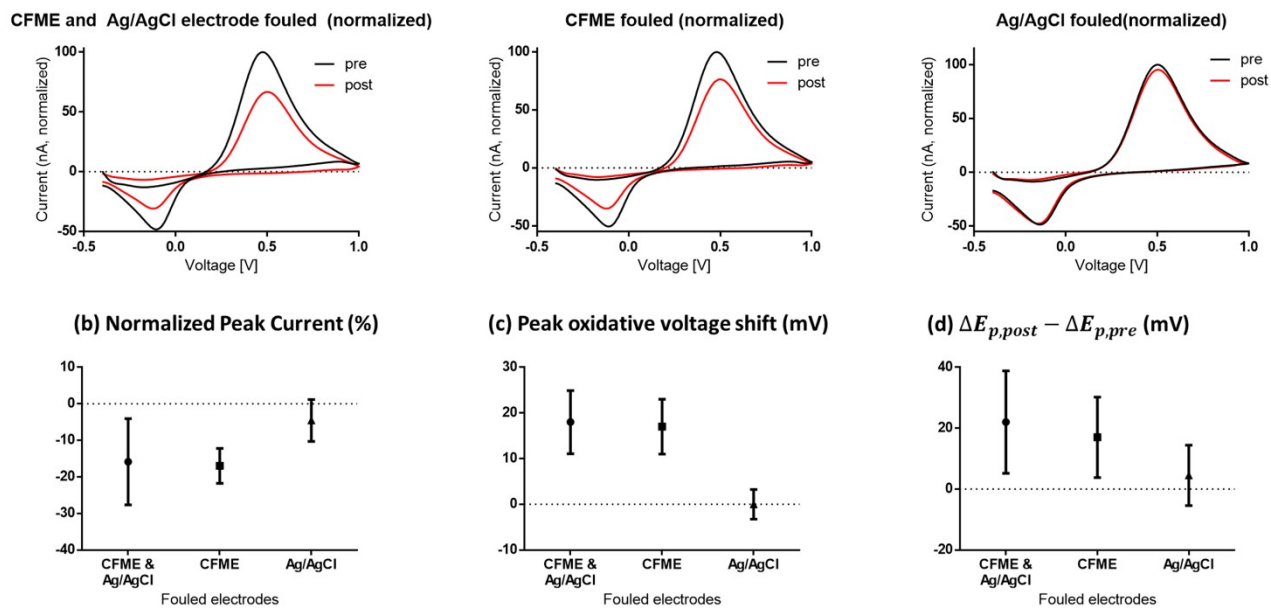 CFME and Ag/AgCl electrode fouled (normalized)
Current (nA, normalized)
100
50
0
-50
-0.5
0.0
0.5
1.0
pre
post
Voltage [V]
CFME fouled (normalized)
Current (nA, normalized)
100
50
0
-50
-0.5
0.0
0.5
1.0
pre
post
Voltage [V]
Ag/AgCl fouled(normalized)
Current (nA, normalized)
100
50
0
-50
-0.5
0.0
0.5
1.0
pre
post
Voltage [V]
(b) Normalized Peak Current (%)
10
0
-10
-20
-30
-40
CFME &
Ag/AgCl
CFME
Ag/AgCl
Fouled electrodes
(c) Peak oxidative voltage shift (mV)
30
20
10
0
-10
CFME &
Ag/AgCl
CFME
Ag/AgCl
Fouled electrodes
(d) ΔE_{p,post} − ΔE_{p,pre} (mV)
40
20
0
-20
CFME &
Ag/AgCl
CFME
Ag/AgCl
Fouled electrodes